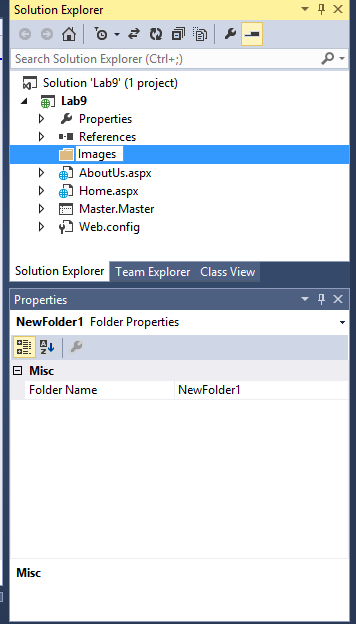 Solution Explorer
Search Solution Explorer (Ctrl+;)
Solution 'Lab9' (1 project)
Lab9
Properties
References
Images
AboutUs.aspx
Home.aspx
Master.Master
Web.config
Solution Explorer Team Explorer Class View
Properties
NewFolder1 Folder Properties
Misc
Folder Name NewFolder1
Misc